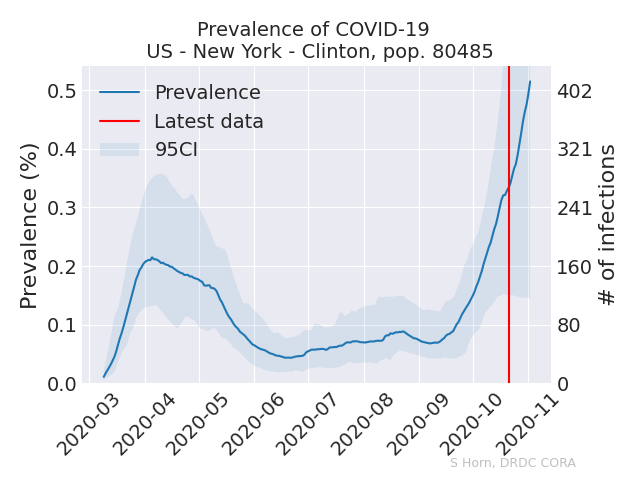 Prevalence of COVID-19
US - New York - Clinton, pop. 80485
Prevalence
Latest data
95CI
Prevalence (%)
0.5
0.4
0.3
0.2
0.1
0.0
402
321
241
160
80
0
# of infections
2020-03
2020-04
2020-05
2020-06
2020-07
2020-08
2020-09
2020-10
2020-11
S Horn, DRDC CORA